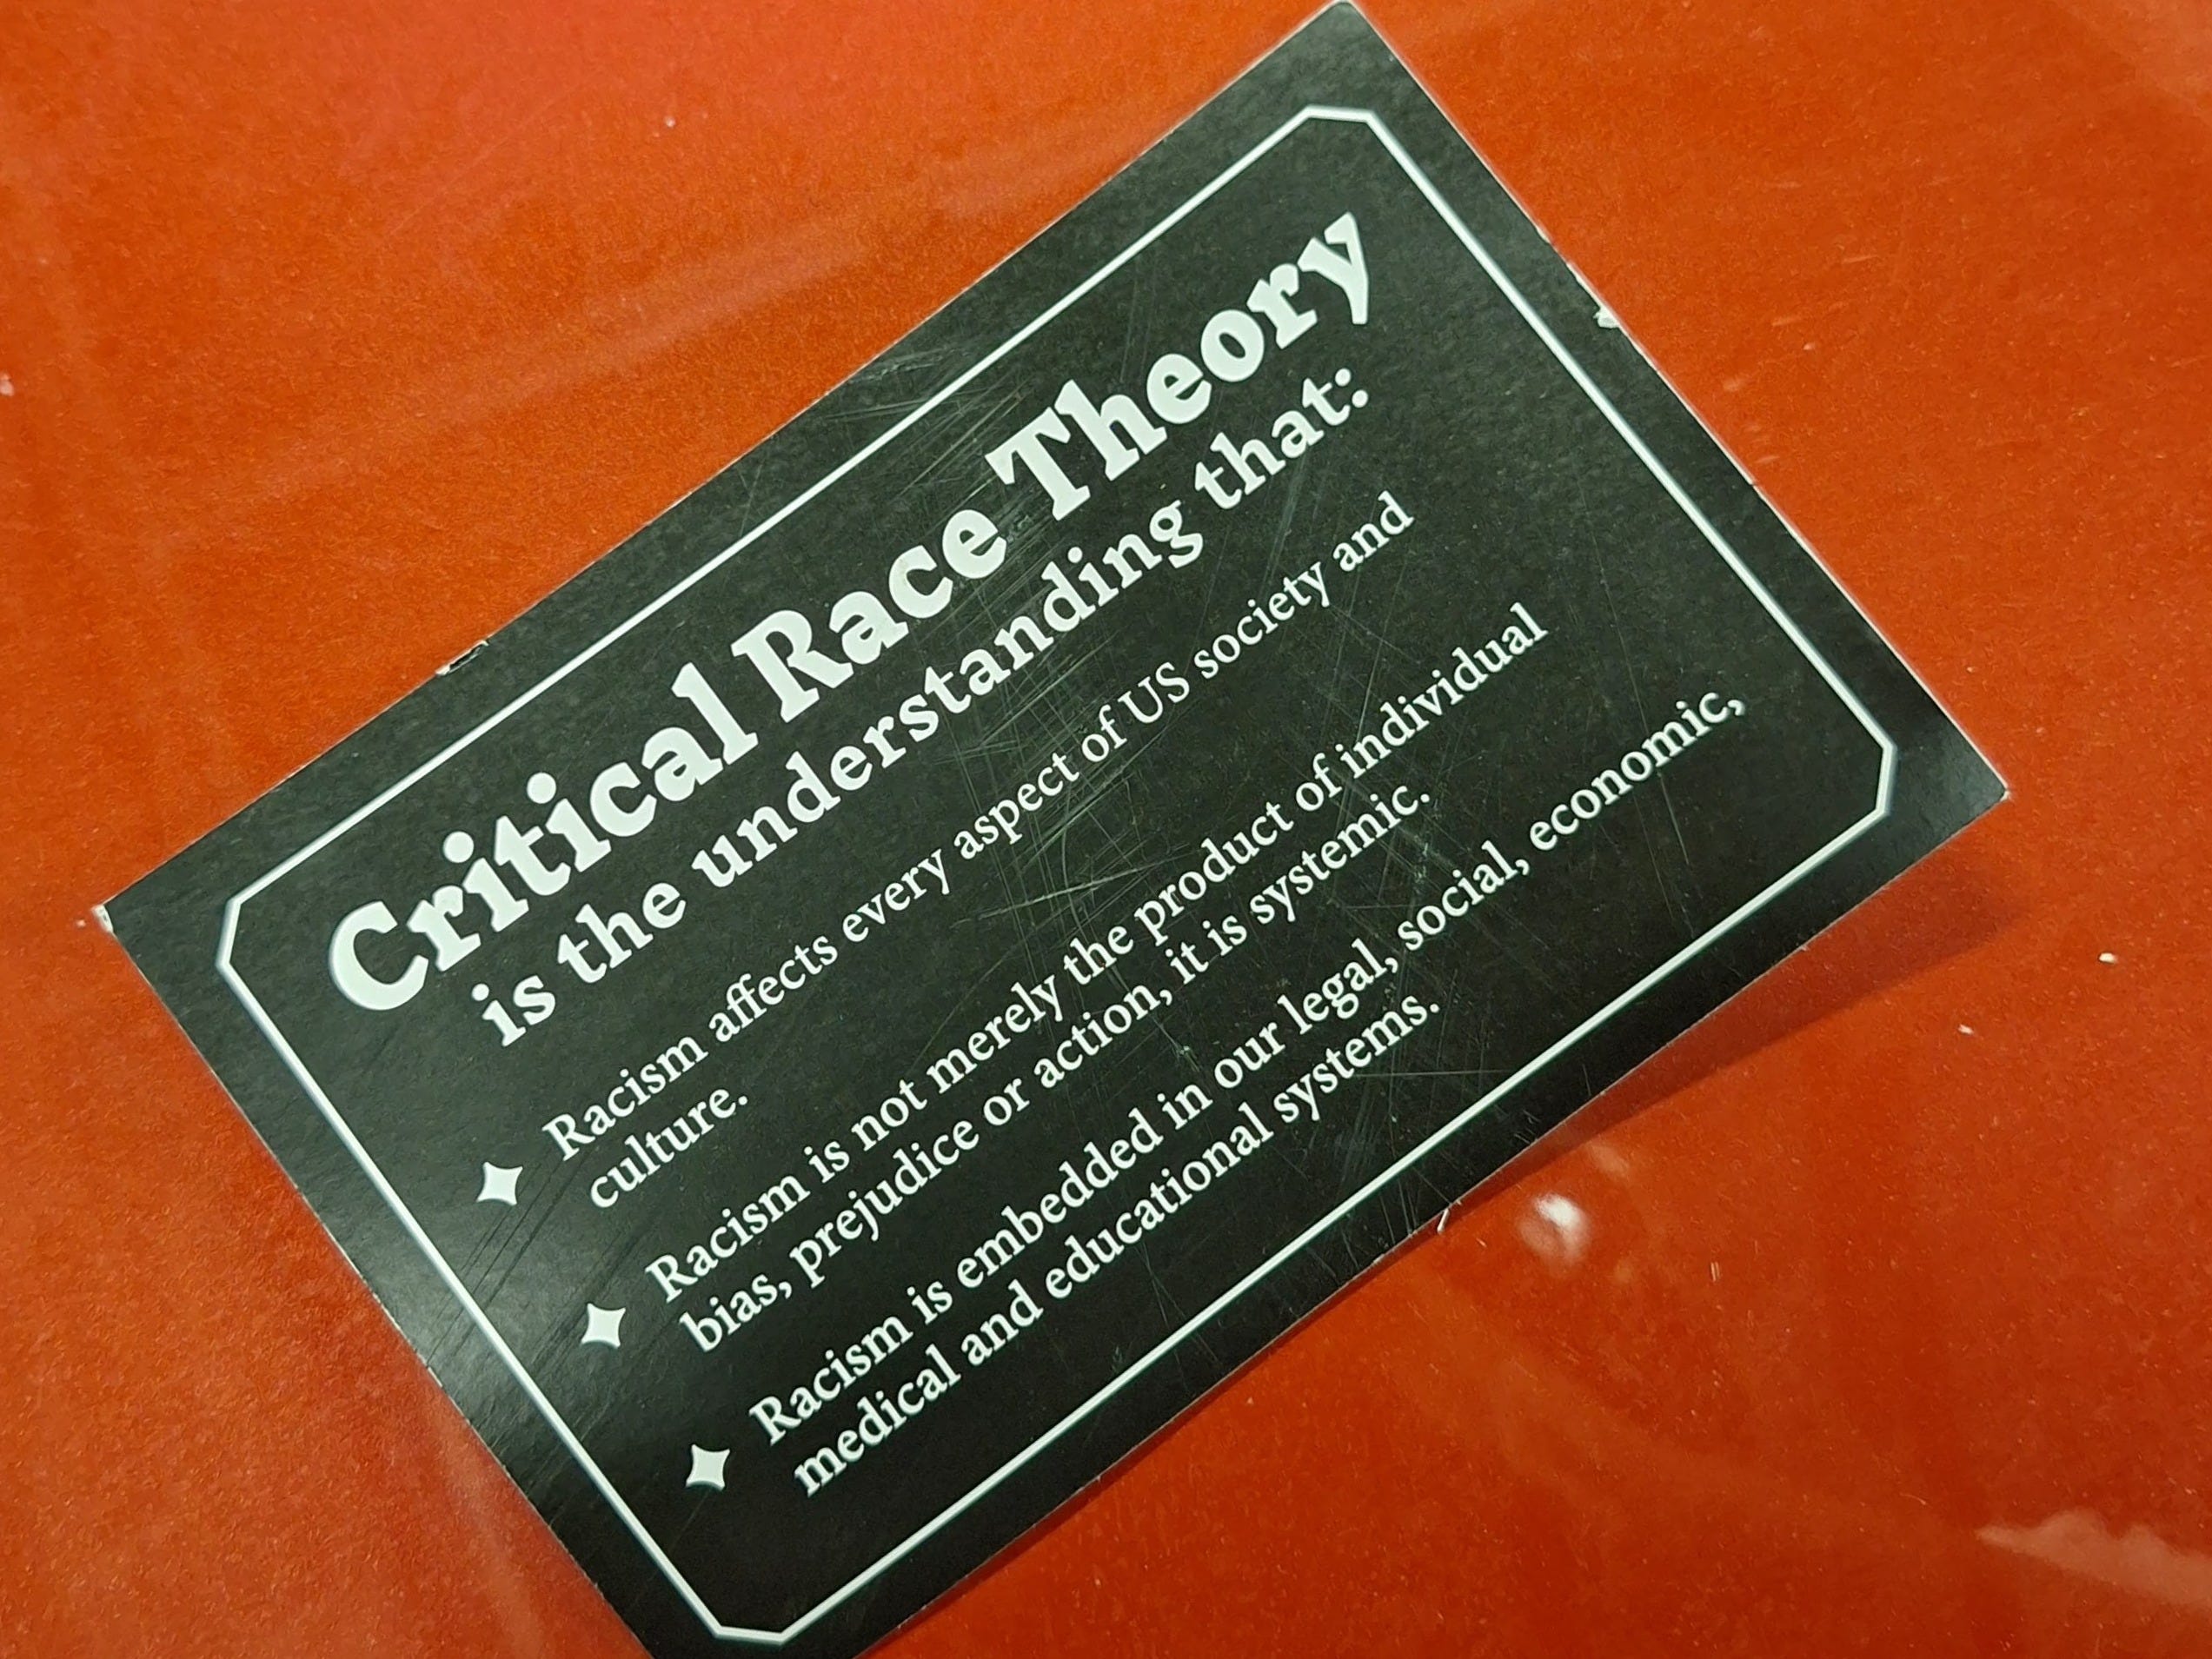 Critical Race Theory
is the understanding that:
Racism affects every aspect of US society and
culture.
Racism is not merely the product of individual
bias, prejudice or action, it is systemic.
Racism is embedded in our legal, social, economic,
medical and educational systems.